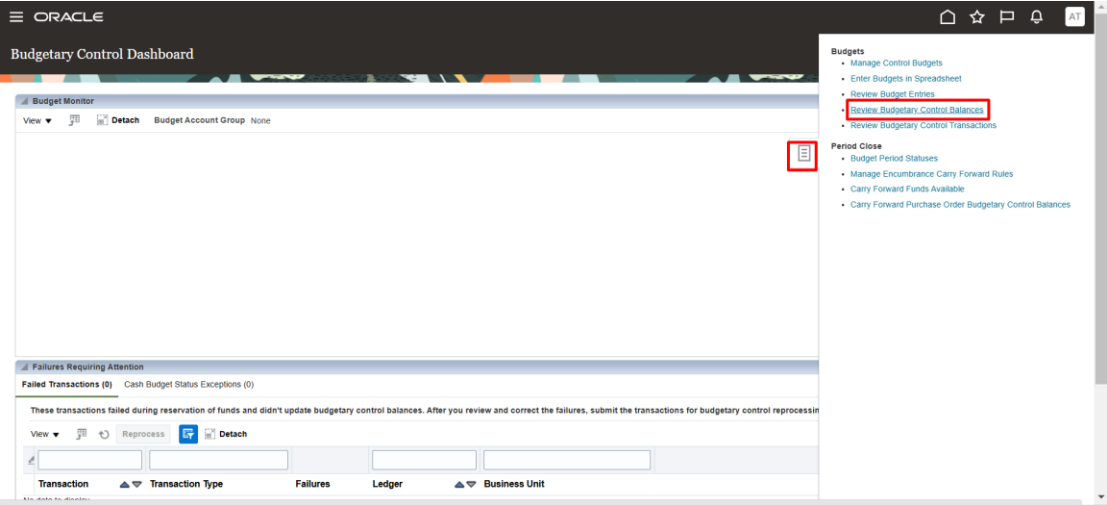 ORACLE
AT
Budgetary Control Dashboard
Budget Monitor
View Detach Budget Account Group None
Failures Requiring Attention
Failed Transactions (0) Cash Budget Status Exceptions (0)
These transactions failed during reservation of funds and didn't update budgetary control balances. After you review and correct the failures, submit the transactions for budgetary control reprocessin
View Reprocess Detach
Transaction Transaction Type Failures Ledger Business Unit
No data to display
Budgets
Manage Control Budgets
Enter Budgets in Spreadsheet
Review Budget Entries
Review Budgetary Control Balances
Review Budgetary Control Transactions
Period Close
Budget Period Statuses
Manage Encumbrance Carry Forward Rules
Carry Forward Funds Available
Carry Forward Purchase Order Budgetary Control Balances